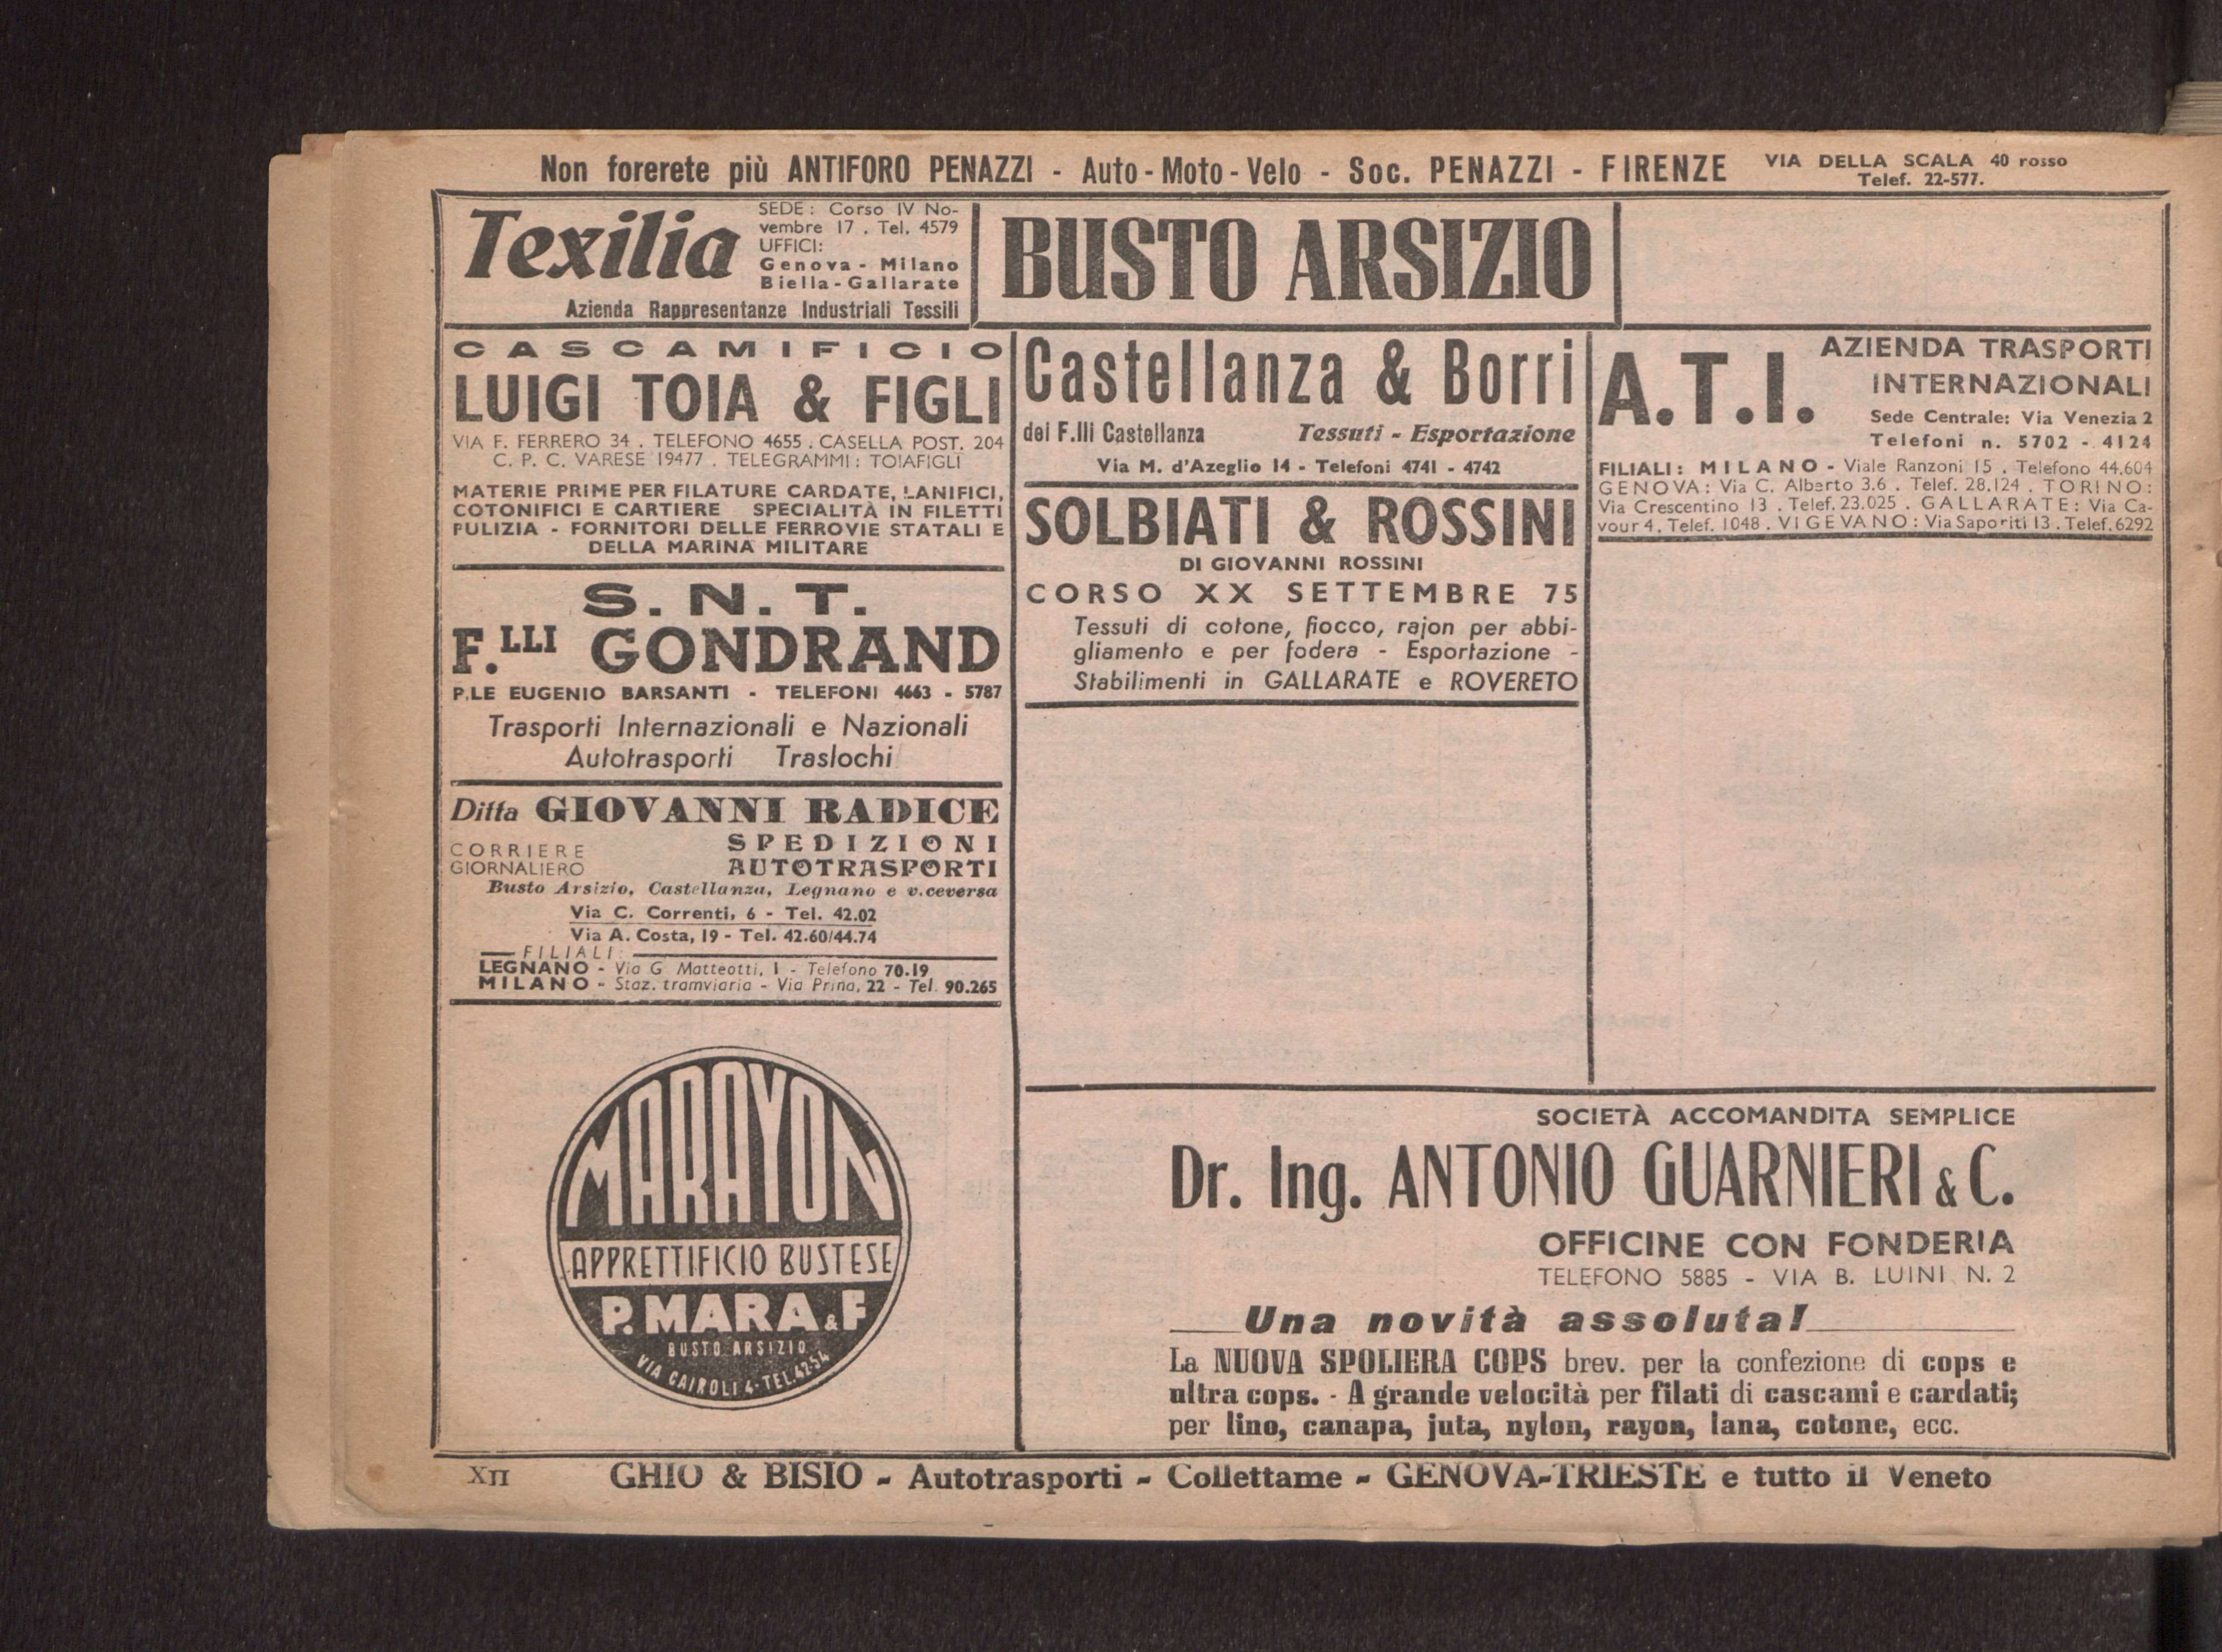 Non forerete più ANTIFORO PENAZZI - Auto-Moto-Velo - Soc. PENAZZI - FIRENZE
VIA DELLA SCALA 40 rosso
Telef. 22-577.
Texilia
SEDE: Corso IV No-
vembre 17 . Tel. 4579
UFFICI:
Genova - Milano
Biella-Gallarate
Azienda Rappresentanze Industriali Tessili
BUSTO ARSIZIO
CASCAMIFICIO
LUIGI TOIA & FIGLI
VIA F. FERRERO 34 . TELEFONO 4655 . CASELLA POST. 204
C. P. C. VARESE 19477 . TELEGRAMMI: TOIAFIGLI
MATERIE PRIME PER FILATURE CARDATE, LANIFICI,
COTONIFICI E CARTIERE SPECIALITÀ IN FILETTI
PULIZIA - FORNITORI DELLE FERROVIE STATALI E
DELLA MARINA MILITARE
S. N. T.
F.LLI GONDRAND
P.LE EUGENIO BARSANTI - TELEFONI 4663 - 5787
Trasporti Internazionali e Nazionali
Autotrasporti Traslochi
Ditta GIOVANNI RADICE
SPEDIZIONI
AUTOTRASPORTI
CORRIERE
GIORNALIERO
Busto Arsizio, Castellanza, Legnano e v.ceversa
Via C. Correnti, 6 - Tel. 42.02
Via A. Costa, 19 - Tel. 42.60/44.74
FILIALI:
LEGNANO - Via G Matteotti, 1 - Telefono 70.19
MILANO - Staz. tramviaria - Via Prina, 22 - Tel. 90.265
MARAYON
APPRETTIFICIO BUSTESE
P. MARA & F
BUSTO ARSIZIO
VIA CAIROLI 4 - TEL. 4254
Castellanza & Borri
dei F.lli Castellanza Tessuti - Esportazione
Via M. d'Azeglio 14 - Telefoni 4741 - 4742
SOLBIATI & ROSSINI
DI GIOVANNI ROSSINI
CORSO XX SETTEMBRE 75
Tessuti di cotone, fiocco, rajon per abbi-
gliamento e per fodera - Esportazione -
Stabilimenti in GALLARATE e ROVERETO
A.T.I.
AZIENDA TRASPORTI
INTERNAZIONALI
Sede Centrale: Via Venezia 2
Telefoni n. 5702 - 4124
FILIALI: MILANO - Viale Ranzoni 15 . Telefono 44.604
GENOVA: Via C. Alberto 3.6 . Telef. 28.124 . TORINO:
Via Crescentino 13 . Telef. 23.025 . GALLARATE: Via Ca-
vour 4. Telef. 1048 . VIGEVANO: Via Saporiti 13 . Telef. 6292
SOCIETÀ ACCOMANDITA SEMPLICE
Dr. Ing. ANTONIO GUARNIERI & C.
OFFICINE CON FONDERIA
TELEFONO 5885 - VIA B. LUINI N. 2
Una novità assoluta!
La NUOVA SPOLIERA COPS brev. per la confezione di cops e
ultra cops. - A grande velocità per filati di cascami e cardati;
per lino, canapa, juta, nylon, rayon, lana, cotone, ecc.
XII
GHIO & BISIO - Autotrasporti - Collettame - GENOVA-TRIESTE e tutto il Veneto